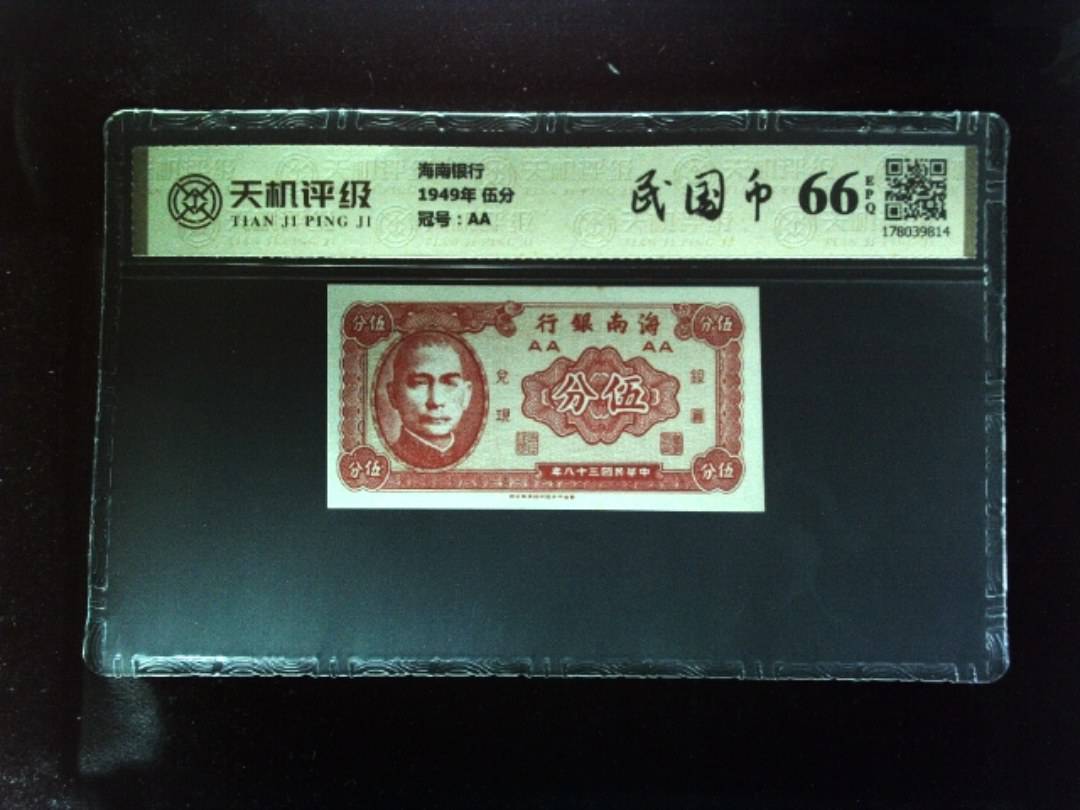 天机评级
TIAN JI PING JI
海南银行
1949年 伍分
冠号：AA
民国币
66
EPQ
178039814
行銀南海
AA AA
分伍 分伍
分伍
兌現
銀圓
年八十三國民華中
分伍 分伍